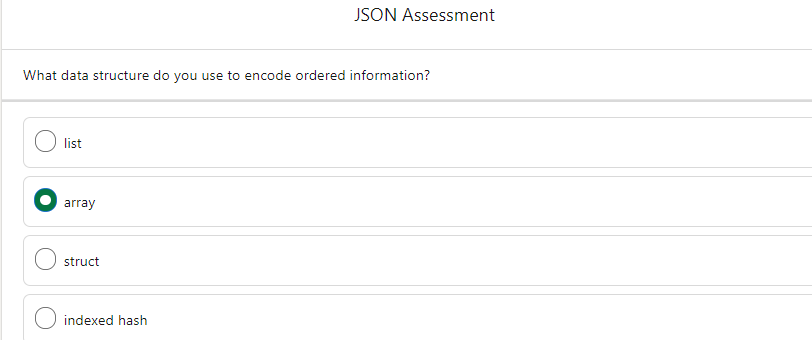 JSON Assessment
What data structure do you use to encode ordered information?
list
array
struct
indexed hash